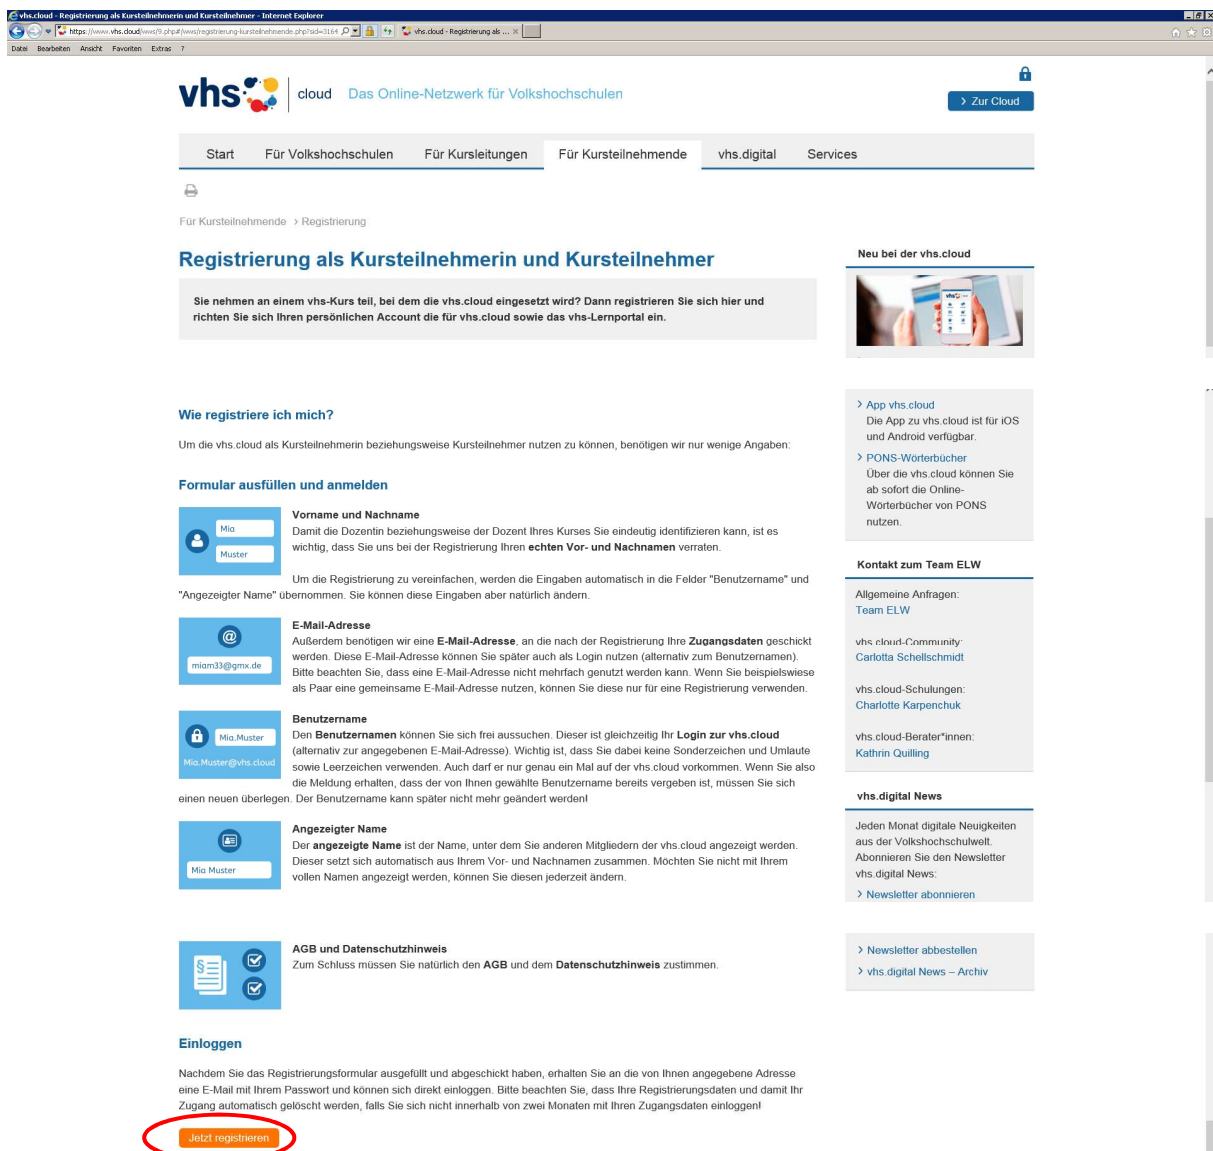 vhs.cloud - Registrierung als Kursteilnehmerin und Kursteilnehmer - Internet Explorer
https://www.vhs.cloud/wws/9.php#/wws/registrierung-kursteilnehmende.php?sid=3164
vhs.cloud - Registrierung als ...
Datei Bearbeiten Ansicht Favoriten Extras ?
vhs cloud Das Online-Netzwerk für Volkshochschulen
> Zur Cloud
Start Für Volkshochschulen Für Kursleitungen Für Kursteilnehmende vhs.digital Services
Für Kursteilnehmende > Registrierung
Registrierung als Kursteilnehmerin und Kursteilnehmer
Sie nehmen an einem vhs-Kurs teil, bei dem die vhs.cloud eingesetzt wird? Dann registrieren Sie sich hier und
richten Sie sich Ihren persönlichen Account die für vhs.cloud sowie das vhs-Lernportal ein.
Neu bei der vhs.cloud
Wie registriere ich mich?
Um die vhs.cloud als Kursteilnehmerin beziehungsweise Kursteilnehmer nutzen zu können, benötigen wir nur wenige Angaben:
Formular ausfüllen und anmelden
Mia
Muster
Vorname und Nachname
Damit die Dozentin beziehungsweise der Dozent Ihres Kurses Sie eindeutig identifizieren kann, ist es
wichtig, dass Sie uns bei der Registrierung Ihren echten Vor- und Nachnamen verraten.
Um die Registrierung zu vereinfachen, werden die Eingaben automatisch in die Felder "Benutzername" und
"Angezeigter Name" übernommen. Sie können diese Eingaben aber natürlich ändern.
@
miam33@gmx.de
E-Mail-Adresse
Außerdem benötigen wir eine E-Mail-Adresse, an die nach der Registrierung Ihre Zugangsdaten geschickt
werden. Diese E-Mail-Adresse können Sie später auch als Login nutzen (alternativ zum Benutzernamen).
Bitte beachten Sie, dass eine E-Mail-Adresse nicht mehrfach genutzt werden kann. Wenn Sie beispielswiese
als Paar eine gemeinsame E-Mail-Adresse nutzen, können Sie diese nur für eine Registrierung verwenden.
Mia.Muster
Mia.Muster@vhs.cloud
Benutzername
Den Benutzernamen können Sie sich frei aussuchen. Dieser ist gleichzeitig Ihr Login zur vhs.cloud
(alternativ zur angegebenen E-Mail-Adresse). Wichtig ist, dass Sie dabei keine Sonderzeichen und Umlaute
sowie Leerzeichen verwenden. Auch darf er nur genau ein Mal auf der vhs.cloud vorkommen. Wenn Sie also
die Meldung erhalten, dass der von Ihnen gewählte Benutzername bereits vergeben ist, müssen Sie sich
einen neuen überlegen. Der Benutzername kann später nicht mehr geändert werden!
Mia Muster
Angezeigter Name
Der angezeigte Name ist der Name, unter dem Sie anderen Mitgliedern der vhs.cloud angezeigt werden.
Dieser setzt sich automatisch aus Ihrem Vor- und Nachnamen zusammen. Möchten Sie nicht mit Ihrem
vollen Namen angezeigt werden, können Sie diesen jederzeit ändern.
§
AGB und Datenschutzhinweis
Zum Schluss müssen Sie natürlich den AGB und dem Datenschutzhinweis zustimmen.
Einloggen
Nachdem Sie das Registrierungsformular ausgefüllt und abgeschickt haben, erhalten Sie an die von Ihnen angegebene Adresse
eine E-Mail mit Ihrem Passwort und können sich direkt einloggen. Bitte beachten Sie, dass Ihre Registrierungsdaten und damit Ihr
Zugang automatisch gelöscht werden, falls Sie sich nicht innerhalb von zwei Monaten mit Ihren Zugangsdaten einloggen!
Jetzt registrieren
> App vhs.cloud
Die App zu vhs.cloud ist für iOS
und Android verfügbar.
> PONS-Wörterbücher
Über die vhs.cloud können Sie
ab sofort die Online-
Wörterbücher von PONS
nutzen.
Kontakt zum Team ELW
Allgemeine Anfragen:
Team ELW
vhs.cloud-Community:
Carlotta Schellschmidt
vhs.cloud-Schulungen:
Charlotte Karpenchuk
vhs.cloud-Berater*innen:
Kathrin Quilling
vhs.digital News
Jeden Monat digitale Neuigkeiten
aus der Volkshochschulwelt.
Abonnieren Sie den Newsletter
vhs.digital News:
> Newsletter abonnieren
> Newsletter abbestellen
> vhs.digital News – Archiv